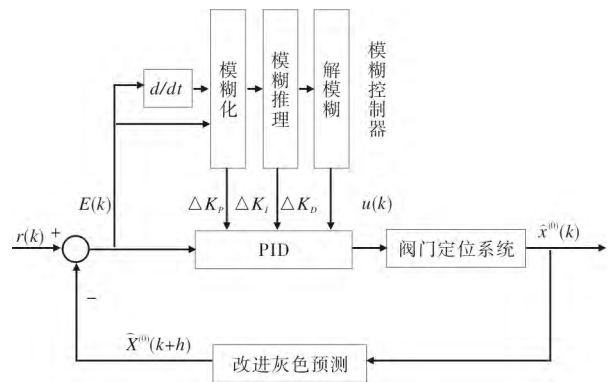 模糊化
模糊推理
解模糊
模糊控制器
d/dt
E(k)
△K_P
△K_I
△K_D
u(k)
r(k)
+
−
PID
阀门定位系统
x̂⁽⁰⁾(k)
X̂⁽⁰⁾(k+h)
改进灰色预测